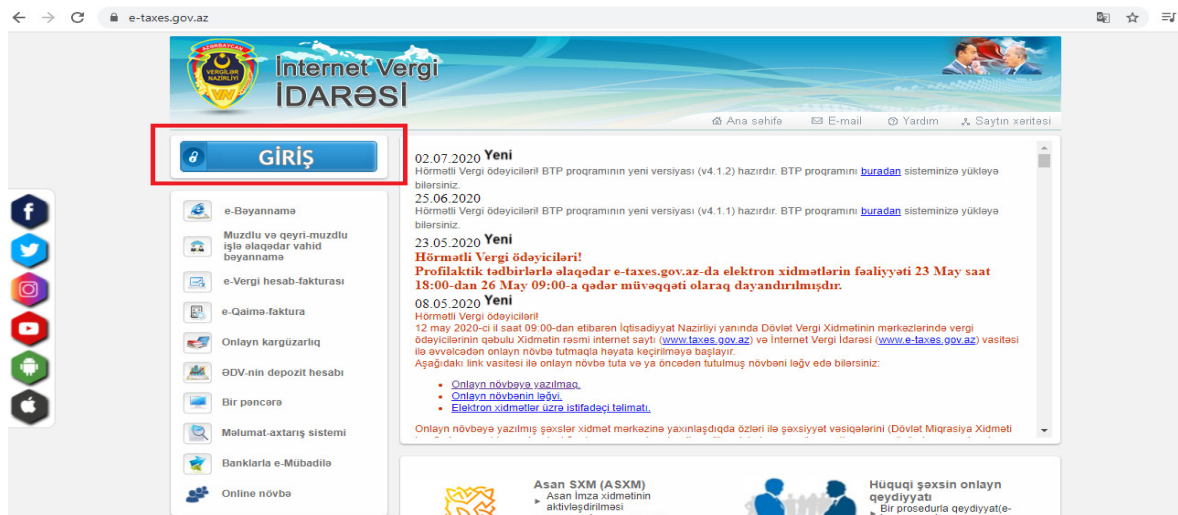 e-taxes.gov.az
AZƏRBAYCAN
VERGİLƏR
NAZİRLİYİ
VN
İnternet Vergi
İDARƏSİ
Ana səhifə E-mail Yardım Saytın xəritəsi
GİRİŞ
e-Bəyannamə
Muzdlu və qeyri-muzdlu
işlə əlaqədar vahid
bəyannamə
e-Vergi hesab-fakturası
e-Qaimə-faktura
Onlayn kargüzarlıq
ƏDV-nin depozit hesabı
Bir pəncərə
Məlumat-axtarış sistemi
Banklarla e-Mübadilə
Online növbə
02.07.2020 Yeni
Hörmətli Vergi ödəyiciləri! BTP proqramının yeni versiyası (v4.1.2) hazırdır. BTP proqramını buradan sisteminizə yükləyə
bilərsiniz.
25.06.2020
Hörmətli Vergi ödəyiciləri! BTP proqramının yeni versiyası (v4.1.1) hazırdır. BTP proqramını buradan sisteminizə yükləyə
bilərsiniz.
23.05.2020 Yeni
Hörmətli Vergi ödəyiciləri!
Profilaktik tədbirlərlə əlaqədar e-taxes.gov.az-da elektron xidmətlərin fəaliyyəti 23 May saat
18:00-dan 26 May 09:00-a qədər müvəqqəti olaraq dayandırılmışdır.
08.05.2020 Yeni
Hörmətli Vergi ödəyiciləri!
12 may 2020-ci il saat 09:00-dan etibarən İqtisadiyyat Nazirliyi yanında Dövlət Vergi Xidmətinin mərkəzlərində vergi
ödəyicilərinin qəbulu Xidmətin rəsmi internet saytı (www.taxes.gov.az) və İnternet Vergi İdarəsi (www.e-taxes.gov.az) vasitəsi
ilə əvvəlcədən onlayn növbə tutmaqla həyata keçirilməyə başlayır.
Aşağıdakı link vasitəsi ilə onlayn növbə tuta və ya öncədən tutulmuş növbəni ləğv edə bilərsiniz:
Onlayn növbəyə yazılmaq.
Onlayn növbənin ləğvi.
Elektron xidmətlər üzrə istifadəçi təlimatı.
Onlayn növbəyə yazılmış şəxslər xidmət mərkəzinə yaxınlaşdıqda özləri ilə şəxsiyyət vəsiqələrini (Dövlət Miqrasiya Xidməti
Asan SXM (ASXM)
Asan İmza xidmətinin
aktivləşdirilməsi
Hüquqi şəxsin onlayn
qeydiyyatı
Bir prosedurla qeydiyyat(e-